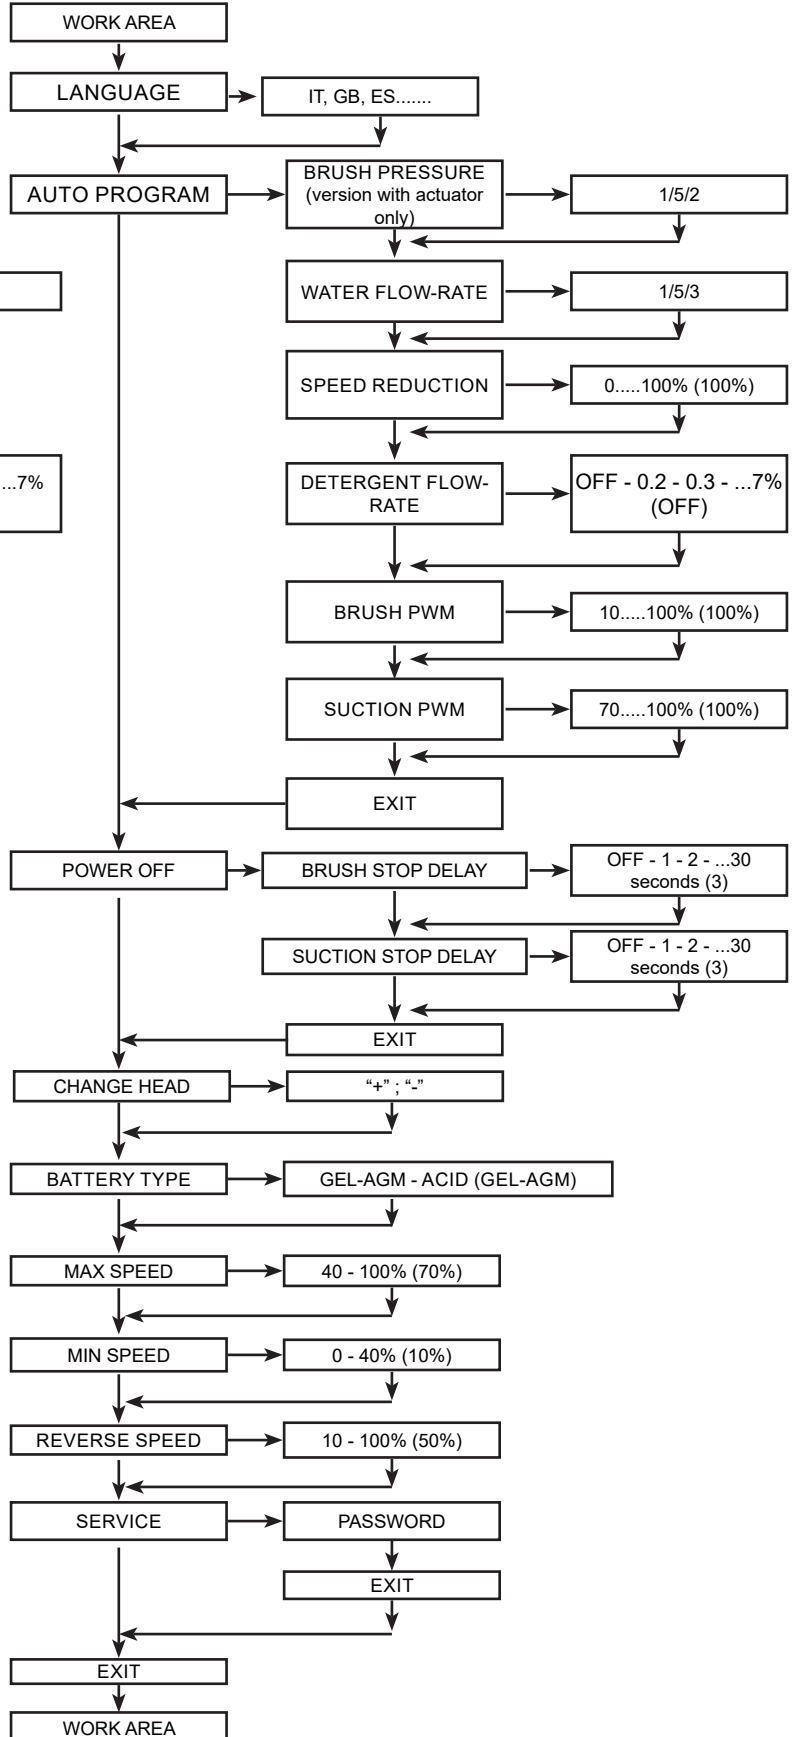 WORK AREA
LANGUAGE
IT, GB, ES.......
AUTO PROGRAM
BRUSH PRESSURE
(version with actuator
only)
1/5/2
WATER FLOW-RATE
1/5/3
SPEED REDUCTION
0.....100% (100%)
...7%
DETERGENT FLOW-
RATE
OFF - 0.2 - 0.3 - ...7%
(OFF)
BRUSH PWM
10.....100% (100%)
SUCTION PWM
70.....100% (100%)
EXIT
POWER OFF
BRUSH STOP DELAY
OFF - 1 - 2 - ...30
seconds (3)
SUCTION STOP DELAY
OFF - 1 - 2 - ...30
seconds (3)
EXIT
CHANGE HEAD
“+” ; “-”
BATTERY TYPE
GEL-AGM - ACID (GEL-AGM)
MAX SPEED
40 - 100% (70%)
MIN SPEED
0 - 40% (10%)
REVERSE SPEED
10 - 100% (50%)
SERVICE
PASSWORD
EXIT
EXIT
WORK AREA